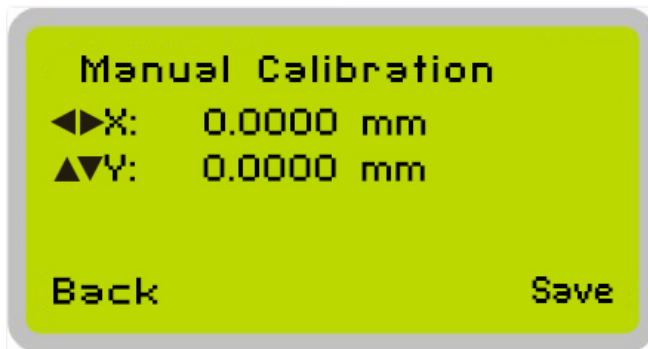 Manual Calibration
◀▶X: 0.0000 mm
▲▼Y: 0.0000 mm
Back Save